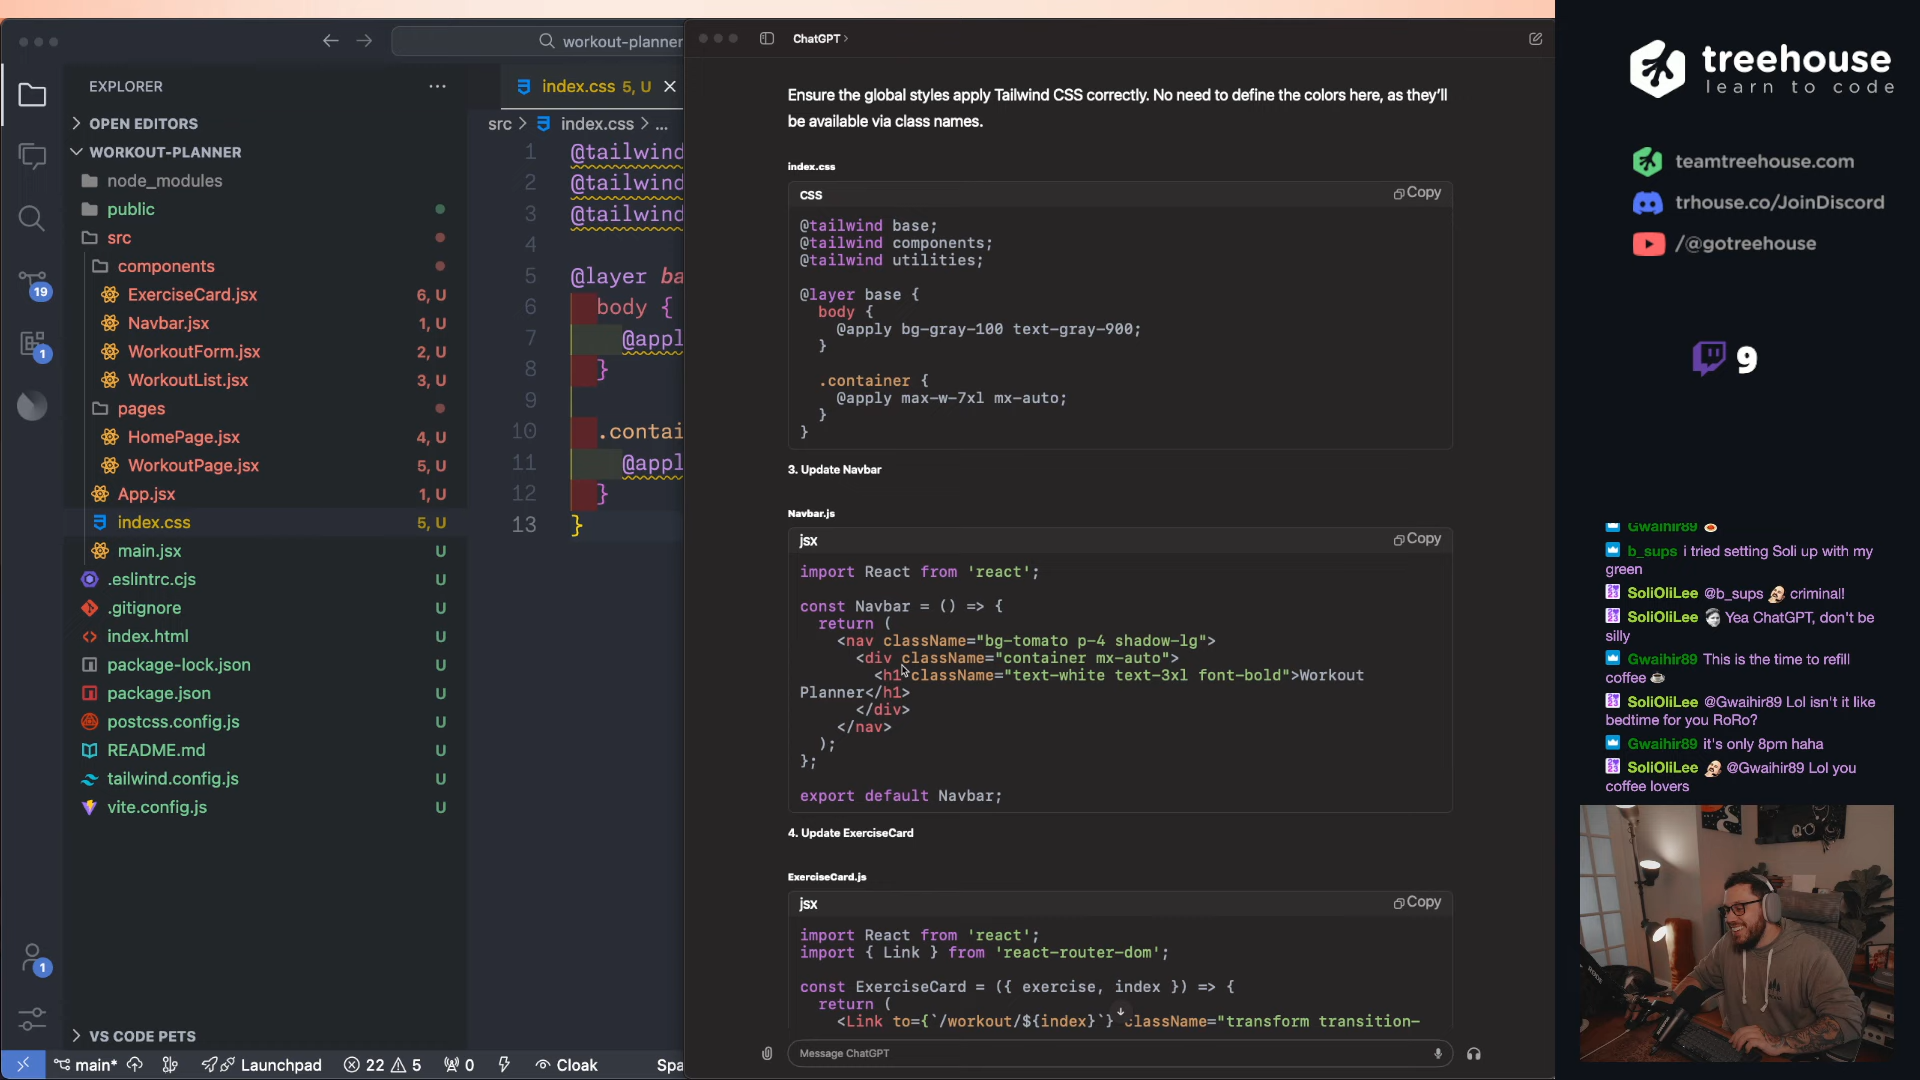 workout-planner
EXPLORER
OPEN EDITORS
WORKOUT-PLANNER
node_modules
public
src
components
ExerciseCard.jsx 6, U
Navbar.jsx 1, U
WorkoutForm.jsx 2, U
WorkoutList.jsx 3, U
pages
HomePage.jsx 4, U
WorkoutPage.jsx 5, U
App.jsx 1, U
index.css 5, U
main.jsx U
.eslintrc.cjs U
.gitignore U
index.html U
package-lock.json U
package.json U
postcss.config.js U
README.md U
tailwind.config.js U
vite.config.js U
VS CODE PETS
19
1
1
main* Launchpad 22 5 0 Cloak Spa
index.css 5, U
src > index.css > ...
1 @tailwind
2 @tailwind
3 @tailwind
4
5 @layer ba
6 body {
7 @appl
8 }
9
10 .contai
11 @appl
12 }
13 }
ChatGPT >
Ensure the global styles apply Tailwind CSS correctly. No need to define the colors here, as they'll
be available via class names.
index.css
CSS Copy
@tailwind base;
@tailwind components;
@tailwind utilities;
@layer base {
body {
@apply bg-gray-100 text-gray-900;
}
.container {
@apply max-w-7xl mx-auto;
}
}
3. Update Navbar
Navbar.js
jsx Copy
import React from 'react';
const Navbar = () => {
return (
<nav className="bg-tomato p-4 shadow-lg">
<div className="container mx-auto">
<h1 className="text-white text-3xl font-bold">Workout
Planner</h1>
</div>
</nav>
);
};
export default Navbar;
4. Update ExerciseCard
ExerciseCard.js
jsx Copy
import React from 'react';
import { Link } from 'react-router-dom';
const ExerciseCard = ({ exercise, index }) => {
return (
<Link to={`/workout/${index}`} className="transform transition-
Message ChatGPT
treehouse
learn to code
teamtreehouse.com
trhouse.co/JoinDiscord
/@gotreehouse
9
Gwaihir89
b_sups i tried setting Soli up with my
green
SoliOliLee @b_sups criminal!
SoliOliLee Yea ChatGPT, don't be
silly
Gwaihir89 This is the time to refill
coffee
SoliOliLee @Gwaihir89 Lol isn't it like
bedtime for you RoRo?
Gwaihir89 it's only 8pm haha
SoliOliLee @Gwaihir89 Lol you
coffee lovers